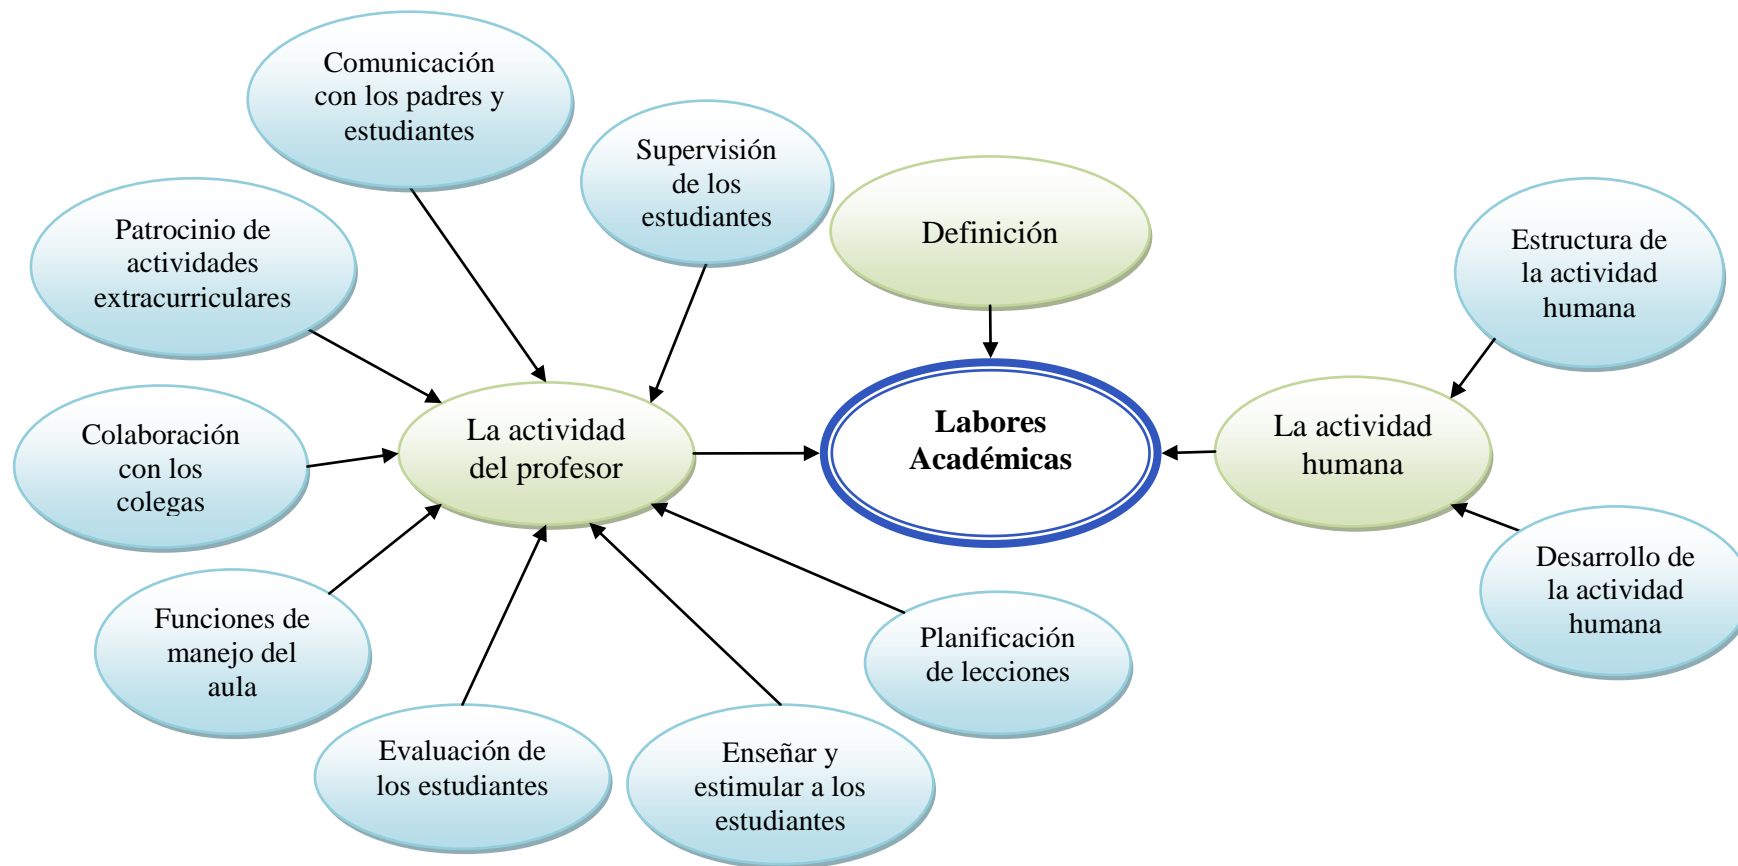 Comunicación
con los padres y
estudiantes
Supervisión
de los
estudiantes
Patrocinio de
actividades
extracurriculares
Definición
Estructura de
la actividad
humana
Colaboración
con los
colegas
La actividad
del profesor
Labores
Académicas
La actividad
humana
Funciones de
manejo del
aula
Planificación
de lecciones
Desarrollo de
la actividad
humana
Evaluación de
los estudiantes
Enseñar y
estimular a los
estudiantes